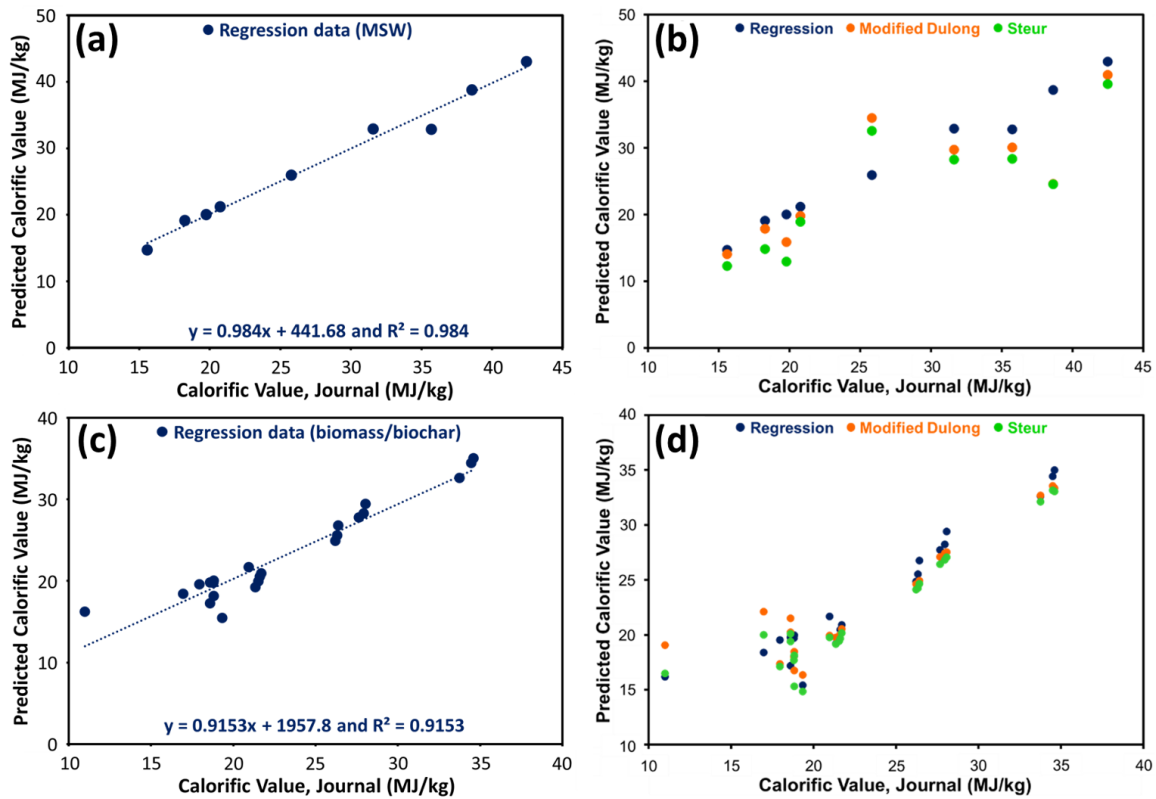 (a)
Regression data (MSW)
50
40
30
20
10
0
Predicted Calorific Value (MJ/kg)
y = 0.984x + 441.68 and R² = 0.984
10 15 20 25 30 35 40 45
Calorific Value, Journal (MJ/kg)
(b)
Regression Modified Dulong Steur
50
40
30
20
10
0
Predicted Calorific Value (MJ/kg)
10 15 20 25 30 35 40 45
Calorific Value, Journal (MJ/kg)
(c)
Regression data (biomass/biochar)
40
30
20
10
0
Predicted Calorific Value (MJ/kg)
y = 0.9153x + 1957.8 and R² = 0.9153
10 15 20 25 30 35 40
Calorific Value, Journal (MJ/kg)
(d)
Regression Modified Dulong Steur
40
35
30
25
20
15
10
Predicted Calorific Value (MJ/kg)
10 15 20 25 30 35 40
Calorific Value, Journal (MJ/kg)